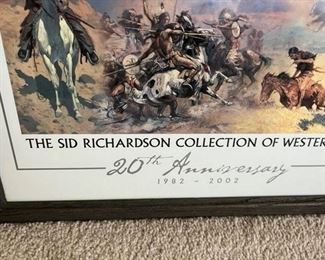 THE SID RICHARDSON COLLECTION OF WESTER
20th Anniversary
1982 - 2002